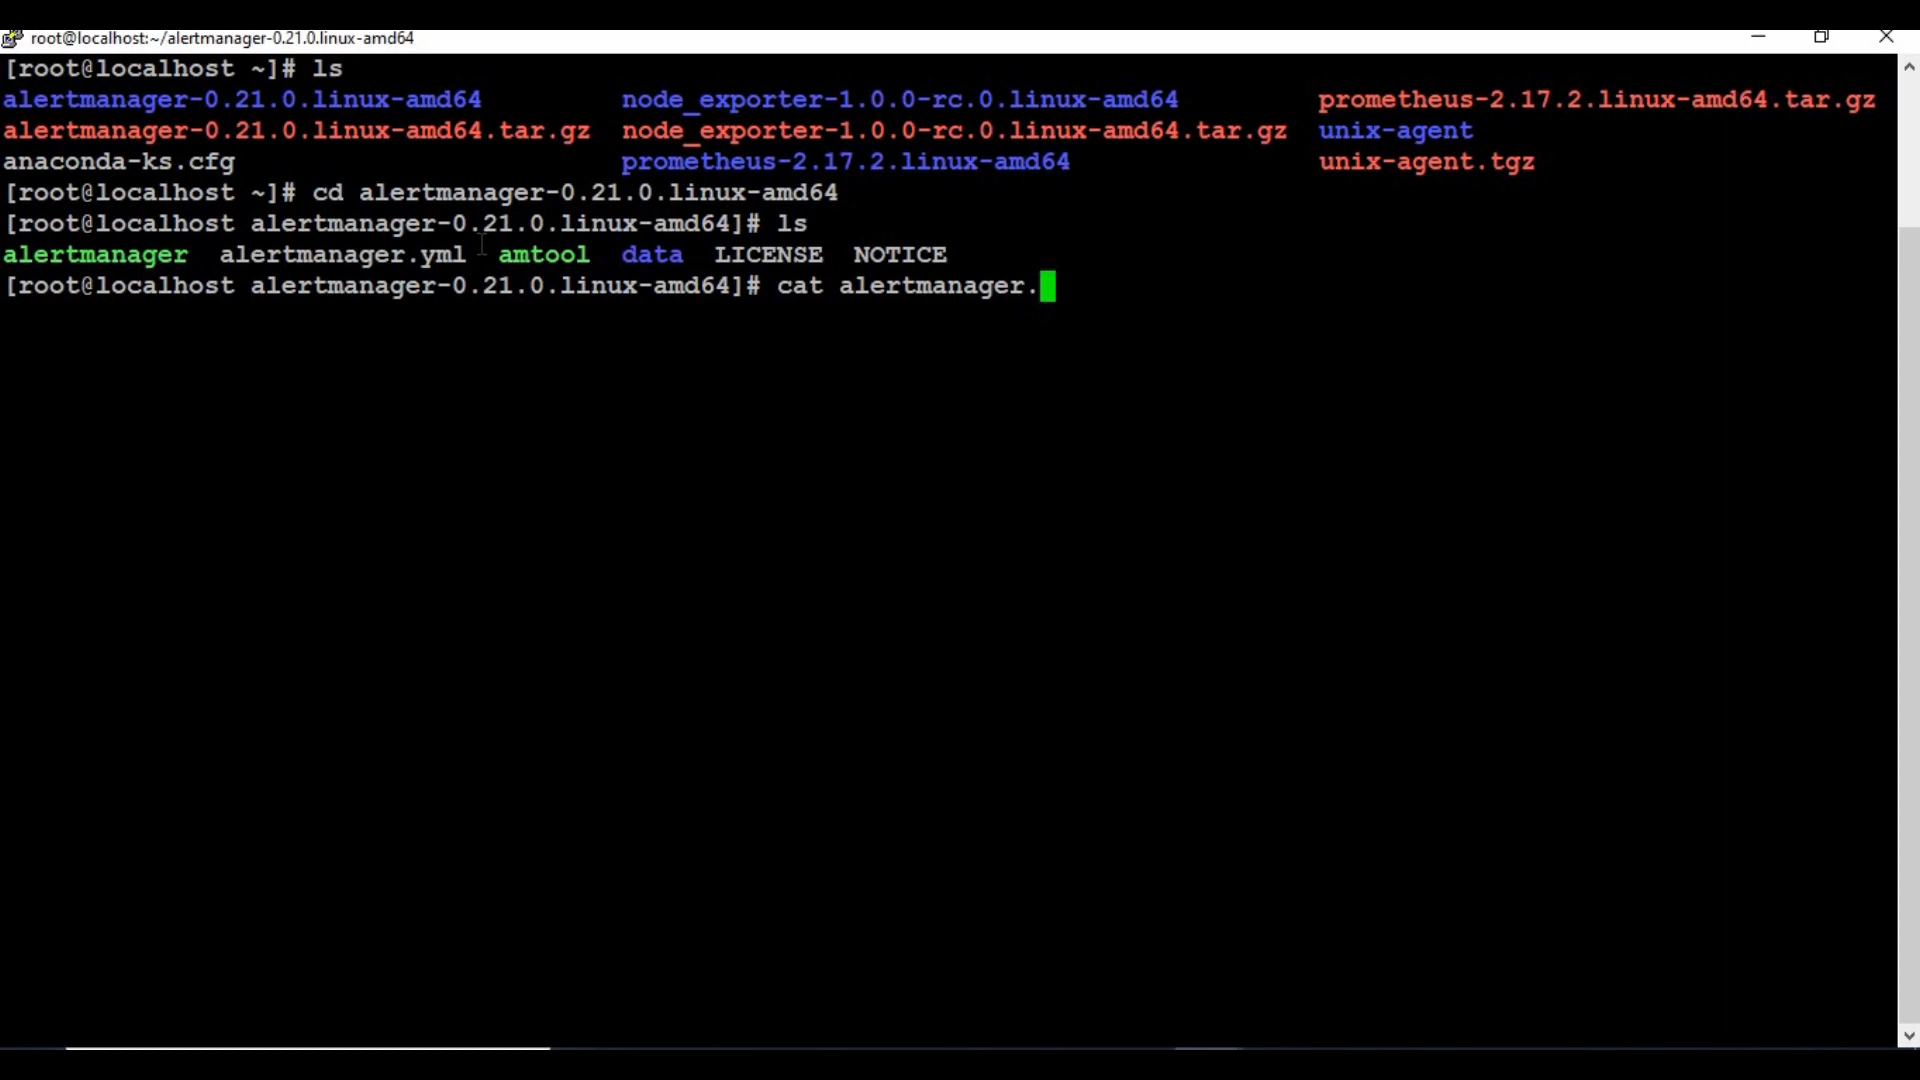 root@localhost:~/alertmanager-0.21.0.linux-amd64
[root@localhost ~]# ls
alertmanager-0.21.0.linux-amd64 node_exporter-1.0.0-rc.0.linux-amd64 prometheus-2.17.2.linux-amd64.tar.gz
alertmanager-0.21.0.linux-amd64.tar.gz node_exporter-1.0.0-rc.0.linux-amd64.tar.gz unix-agent
anaconda-ks.cfg prometheus-2.17.2.linux-amd64 unix-agent.tgz
[root@localhost ~]# cd alertmanager-0.21.0.linux-amd64
[root@localhost alertmanager-0.21.0.linux-amd64]# ls
alertmanager alertmanager.yml amtool data LICENSE NOTICE
[root@localhost alertmanager-0.21.0.linux-amd64]# cat alertmanager.